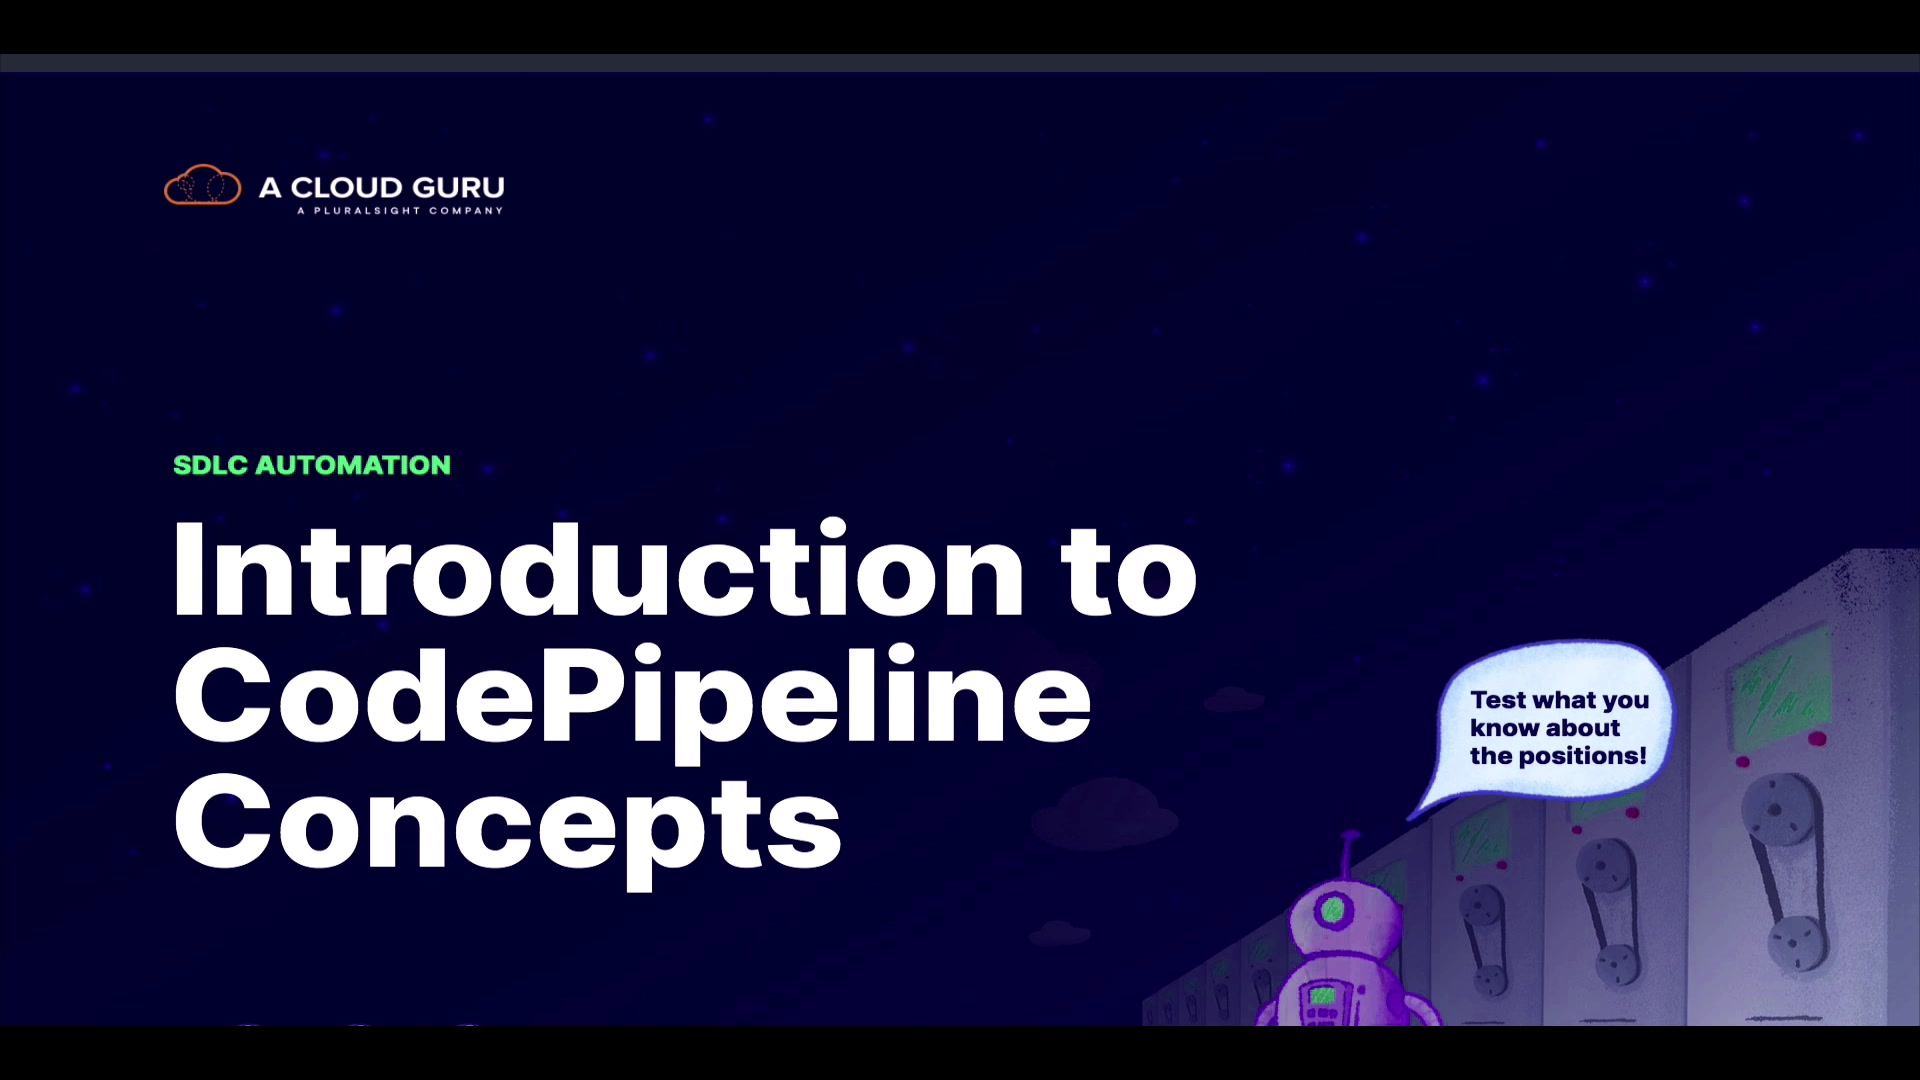 A CLOUD GURU
A PLURALSIGHT COMPANY
SDLC AUTOMATION
Introduction to
CodePipeline
Concepts
Test what you
know about
the positions!